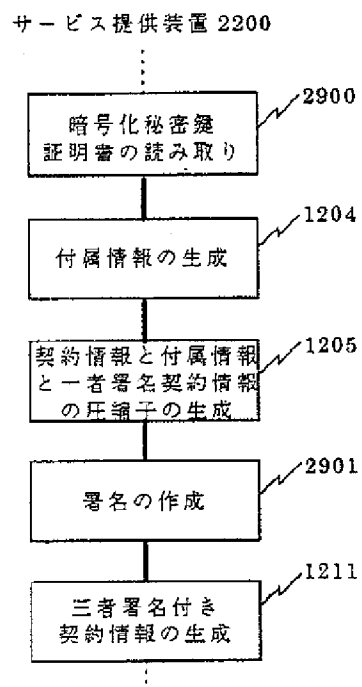 サービス提供装置 2200
2900
暗号化秘密鍵
証明書の読み取り
1204
付属情報の生成
1205
契約情報と付属情報
と一者署名契約情報
の圧縮子の生成
2901
署名の作成
1211
三者署名付き
契約情報の生成